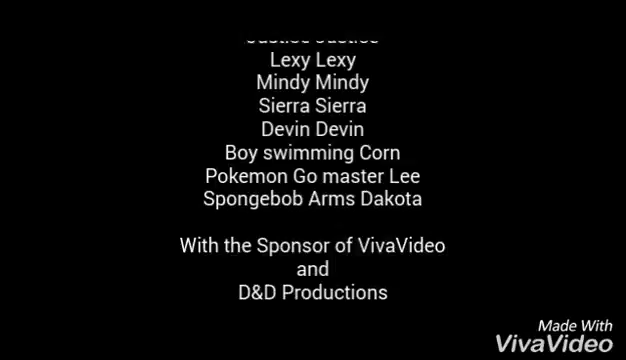 Lexy Lexy
Mindy Mindy
Sierra Sierra
Devin Devin
Boy swimming Corn
Pokemon Go master Lee
Spongebob Arms Dakota
With the Sponsor of VivaVideo
and
D&D Productions
Made With
VivaVideo